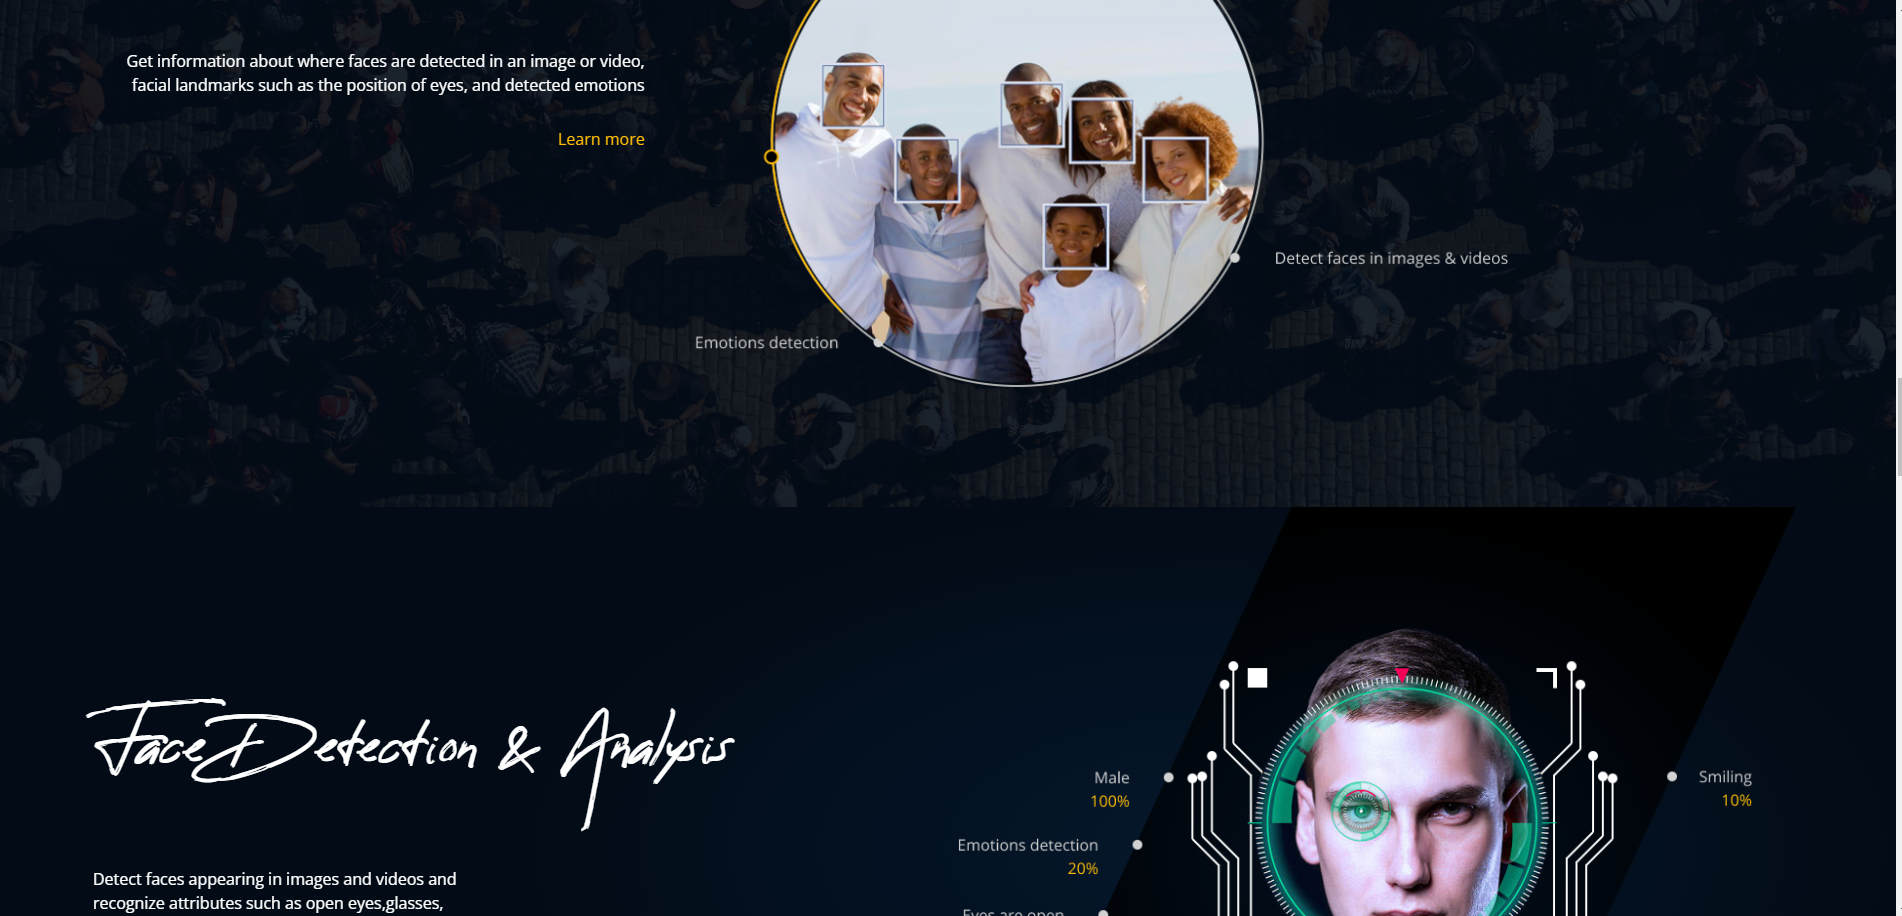 Get information about where faces are detected in an image or video,
facial landmarks such as the position of eyes, and detected emotions
Learn more
Detect faces in images & videos
Emotions detection
Face Detection & Analysis
Male
100%
Smiling
10%
Emotions detection
20%
Eyes are open
Detect faces appearing in images and videos and
recognize attributes such as open eyes,glasses,